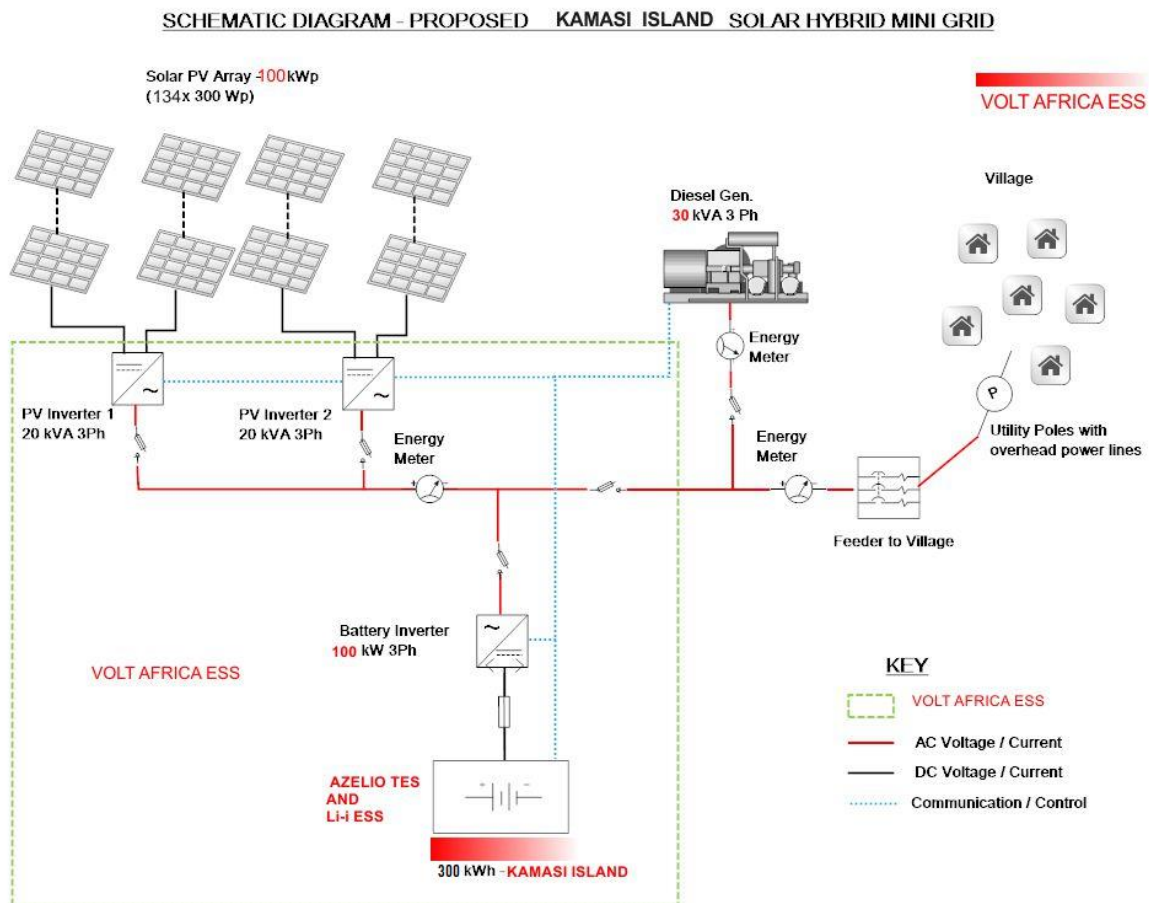 SCHEMATIC DIAGRAM - PROPOSED KAMASI ISLAND SOLAR HYBRID MINI GRID
Solar PV Array -100kWp
(134x 300 Wp)
VOLT AFRICA ESS
Village
Diesel Gen.
30 kVA 3 Ph
Energy
Meter
P
PV Inverter 1
20 kVA 3Ph
PV Inverter 2
20 kVA 3Ph
Energy
Meter
Energy
Meter
Utility Poles with
overhead power lines
Feeder to Village
Battery Inverter
100 kW 3Ph
VOLT AFRICA ESS
AZELIO TES
AND
Li-i ESS
300 kWh - KAMASI ISLAND
KEY
VOLT AFRICA ESS
AC Voltage / Current
DC Voltage / Current
Communication / Control